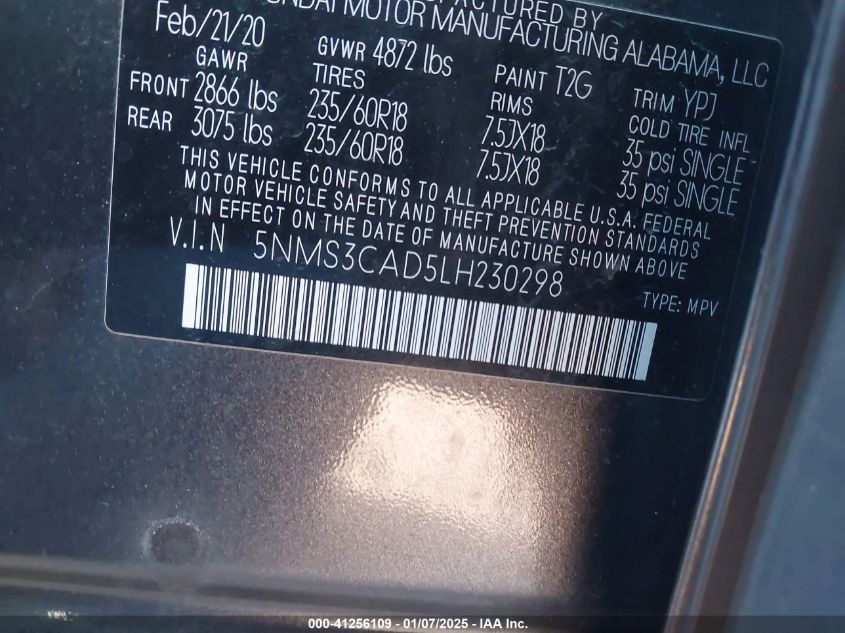 BY
MOTOR MANUFACTURING ALABAMA, LLC
Feb/21/20 GVWR 4872 lbs PAINT T2G TRIM YPJ
GAWR TIRES RIMS COLD TIRE INFL
FRONT 2866 lbs 235/60R18 7.5JX18 35 psi SINGLE
REAR 3075 lbs 235/60R18 7.5JX18 35 psi SINGLE
THIS VEHICLE CONFORMS TO ALL APPLICABLE U.S.A. FEDERAL
MOTOR VEHICLE SAFETY AND THEFT PREVENTION STANDARDS
IN EFFECT ON THE DATE OF MANUFACTURE SHOWN ABOVE
V.I.N 5NMS3CAD5LH230298 TYPE: MPV
000-41256109 - 01/07/2025 - IAA Inc.